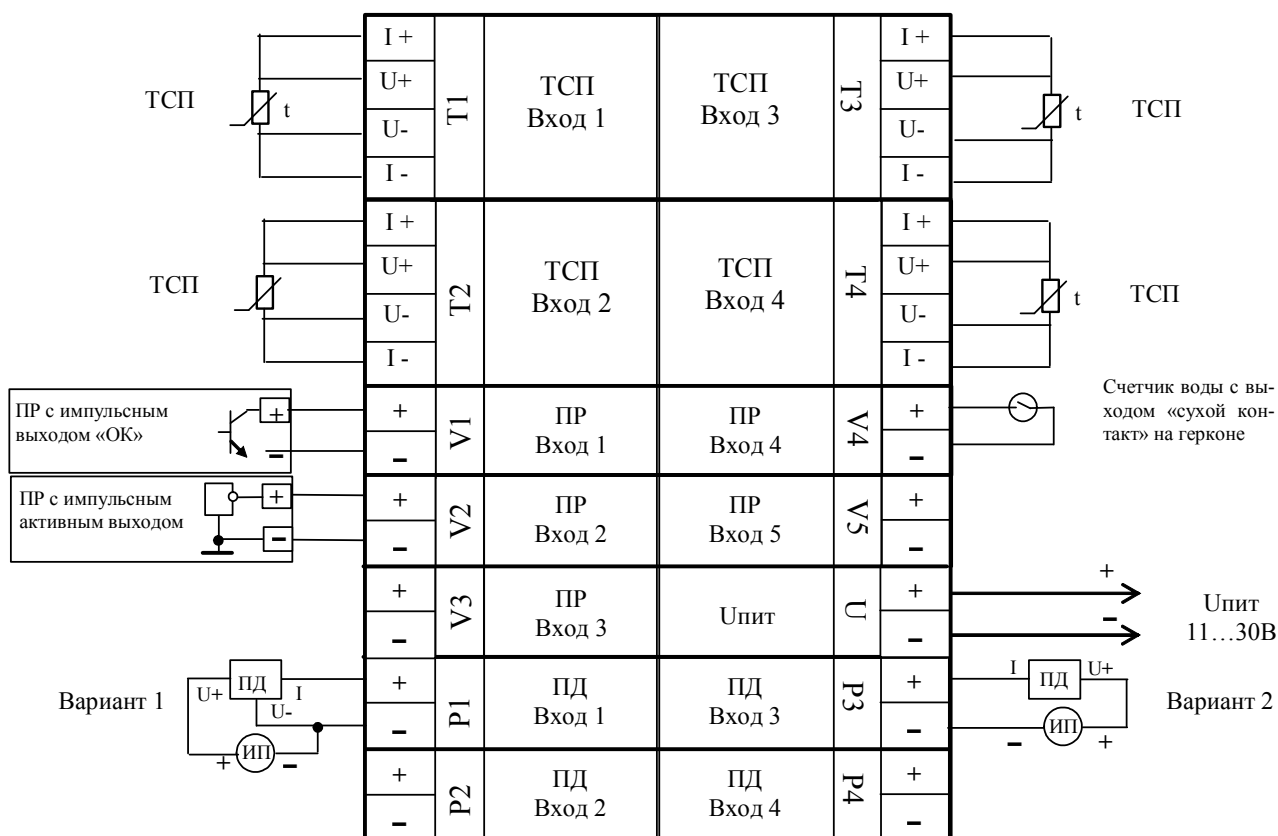 I +
U+
U-
I -
T1
ТСП
Вход 1
ТСП
Вход 3
T3
I +
U+
U-
I -
ТСП
t
t
ТСП
I +
U+
U-
I -
T2
ТСП
Вход 2
ТСП
Вход 4
T4
I +
U+
U-
I -
ТСП
t
ТСП
ПР с импульсным
выходом «ОК»
+
–
+
–
V1
ПР
Вход 1
ПР
Вход 4
V4
+
–
Счетчик воды с вы-
ходом «сухой кон-
такт» на герконе
ПР с импульсным
активным выходом
+
–
+
–
V2
ПР
Вход 2
ПР
Вход 5
V5
+
–
+
–
V3
ПР
Вход 3
Uпит
U
+
–
+
–
Uпит
11…30В
Вариант 1
U+
ПД
I
U-
+
ИП
–
+
–
P1
ПД
Вход 1
ПД
Вход 3
P3
+
–
I
ПД
U+
–
ИП
+
Вариант 2
+
–
P2
ПД
Вход 2
ПД
Вход 4
P4
+
–